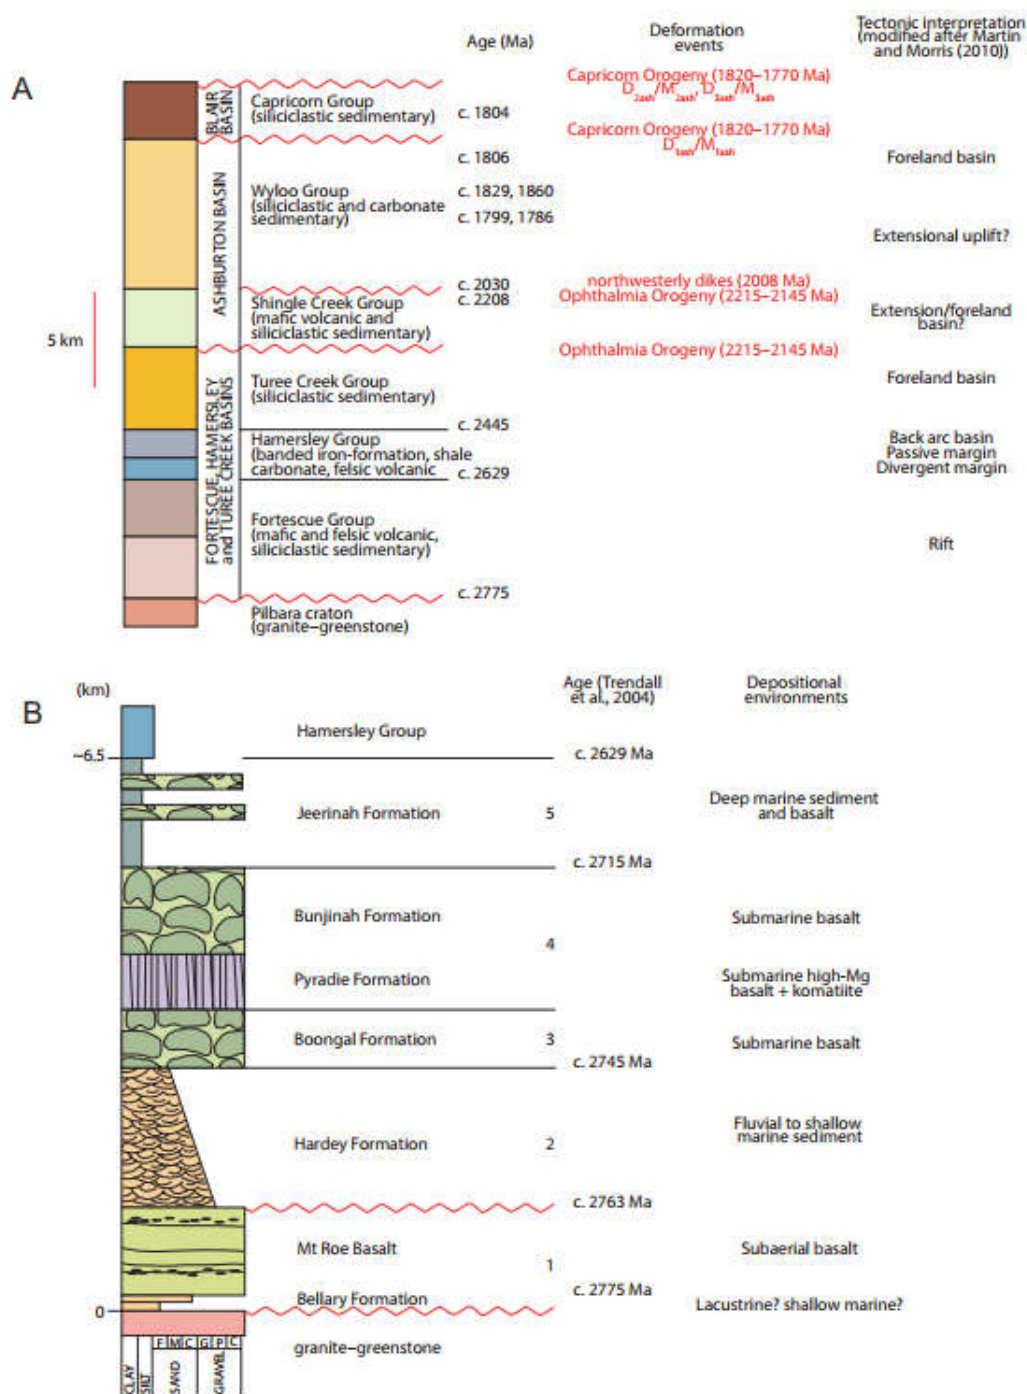 A
Age (Ma)
Deformation
events
Tectonic interpretation
(modified after Martin
and Morris (2010))
Capricorn Orogeny (1820–1770 Ma)
D2ash/M2ash, D3ash/M3ash
BLAIR
BASIN
Capricorn Group
(siliciclastic sedimentary)
c. 1804
Capricorn Orogeny (1820–1770 Ma)
D1ash/M1ash
ASHBURTON BASIN
c. 1806
Foreland basin
Wyloo Group
(siliciclastic and carbonate
sedimentary)
c. 1829, 1860
c. 1799, 1786
Extensional uplift?
c. 2030
northwesterly dikes (2008 Ma)
c. 2208
Ophthalmia Orogeny (2215–2145 Ma)
Shingle Creek Group
(mafic volcanic and
siliciclastic sedimentary)
Extension/foreland
basin?
5 km
Ophthalmia Orogeny (2215–2145 Ma)
FORTESCUE, HAMERSLEY
and TUREE CREEK BASINS
Turee Creek Group
(siliciclastic sedimentary)
Foreland basin
c. 2445
Hamersley Group
(banded iron-formation, shale
carbonate, felsic volcanic
c. 2629
Back arc basin
Passive margin
Divergent margin
Fortescue Group
(mafic and felsic volcanic,
siliciclastic sedimentary)
Rift
c. 2775
Pilbara craton
(granite–greenstone)
B
(km)
Age (Trendall
et al., 2004)
Depositional
environments
Hamersley Group
~6.5
c. 2629 Ma
Jeerinah Formation
5
Deep marine sediment
and basalt
c. 2715 Ma
Bunjinah Formation
Submarine basalt
4
Pyradie Formation
Submarine high-Mg
basalt + komatiite
Boongal Formation
3
Submarine basalt
c. 2745 Ma
Hardey Formation
2
Fluvial to shallow
marine sediment
c. 2763 Ma
Mt Roe Basalt
Subaerial basalt
1
c. 2775 Ma
Bellary Formation
Lacustrine? shallow marine?
0
granite–greenstone
F M C G P C
CLAY
SILT
SAND
GRAVEL